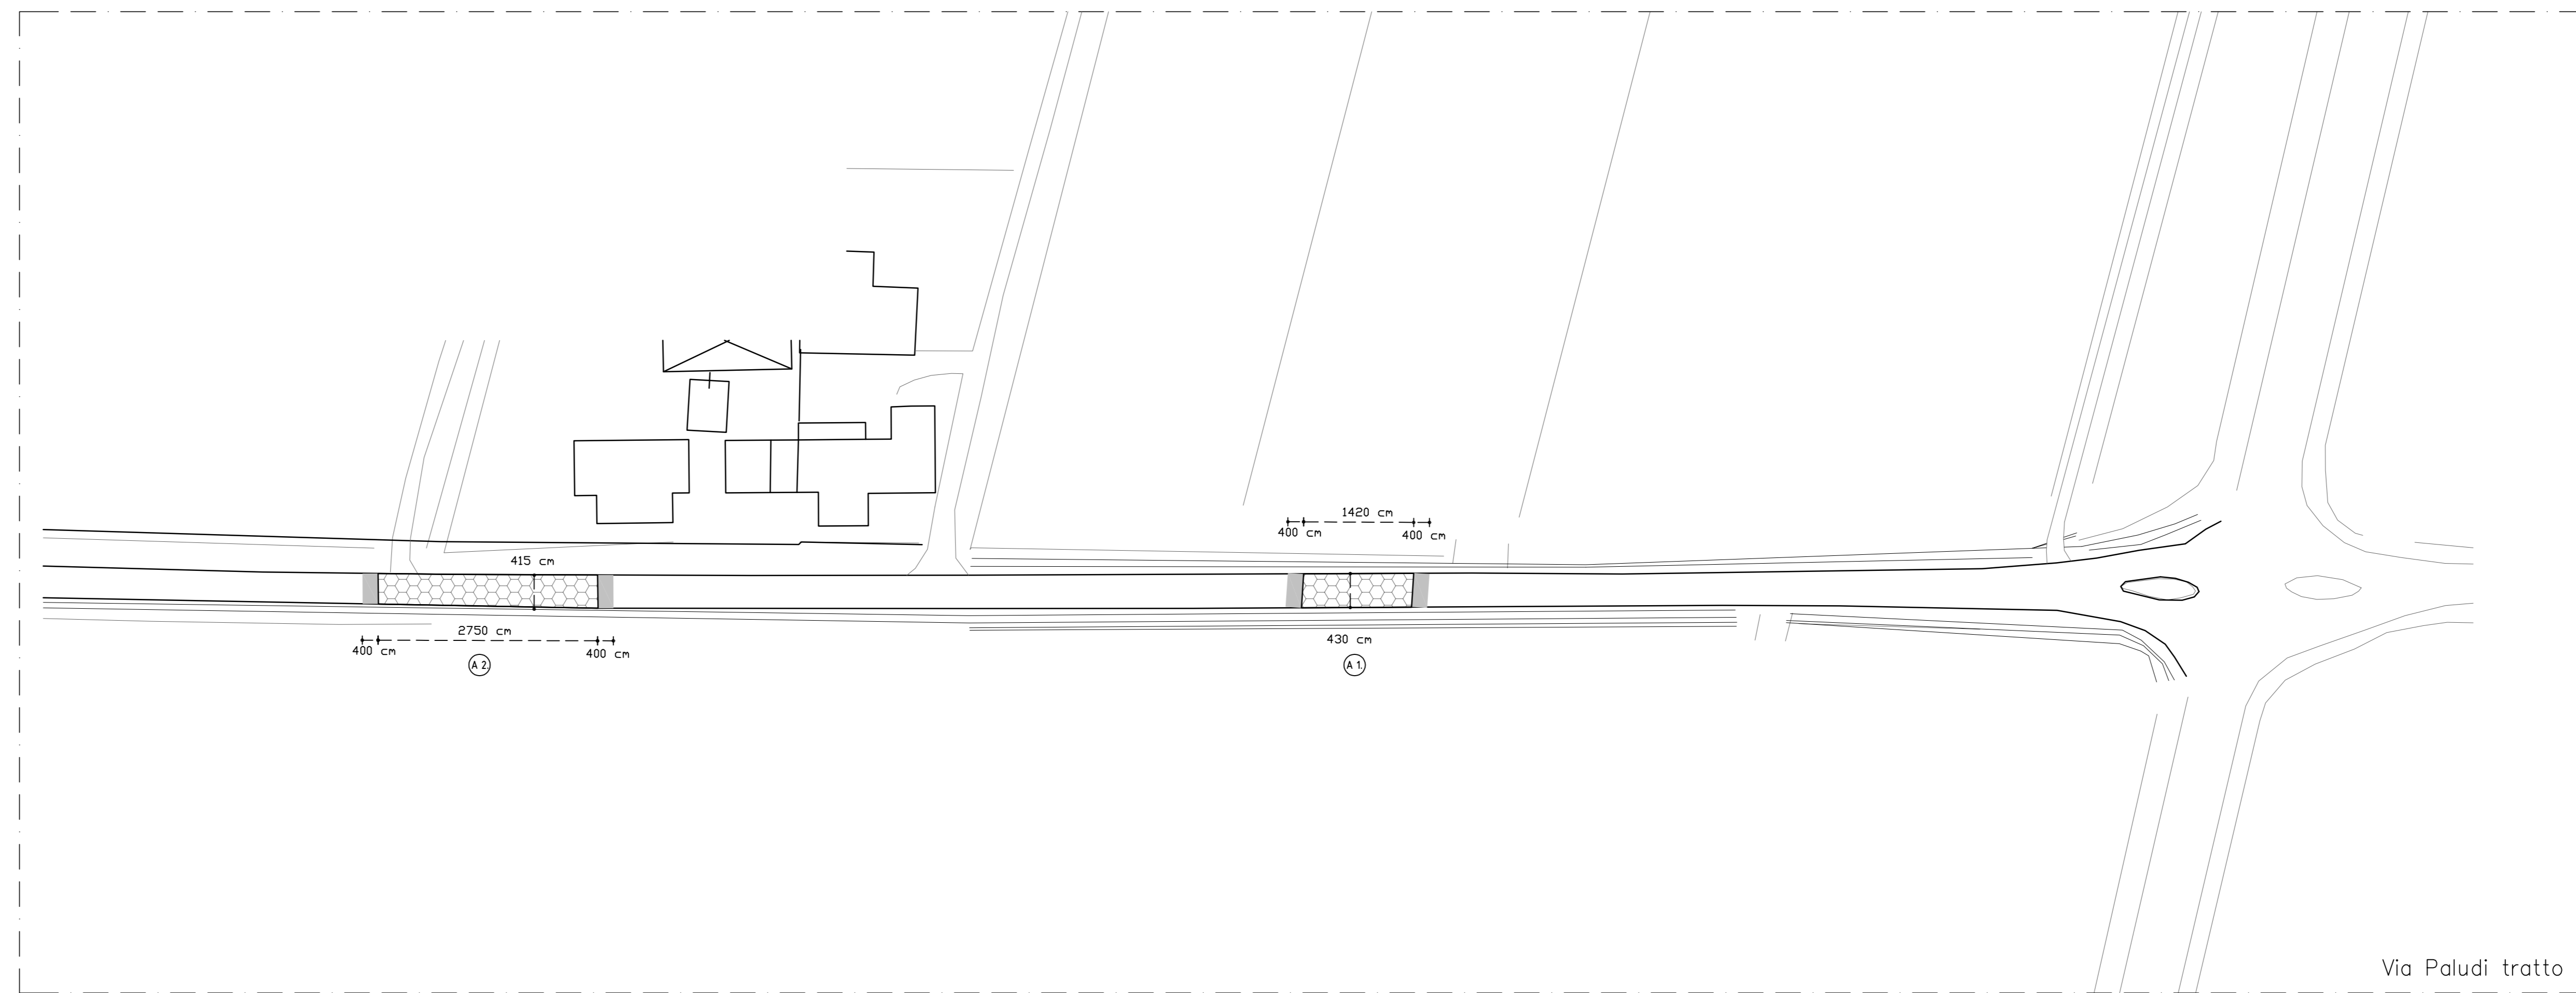 1420 cm
400 cm
400 cm
415 cm
2750 cm
400 cm
400 cm
A 2.
430 cm
A 1.
Via Paludi tratto